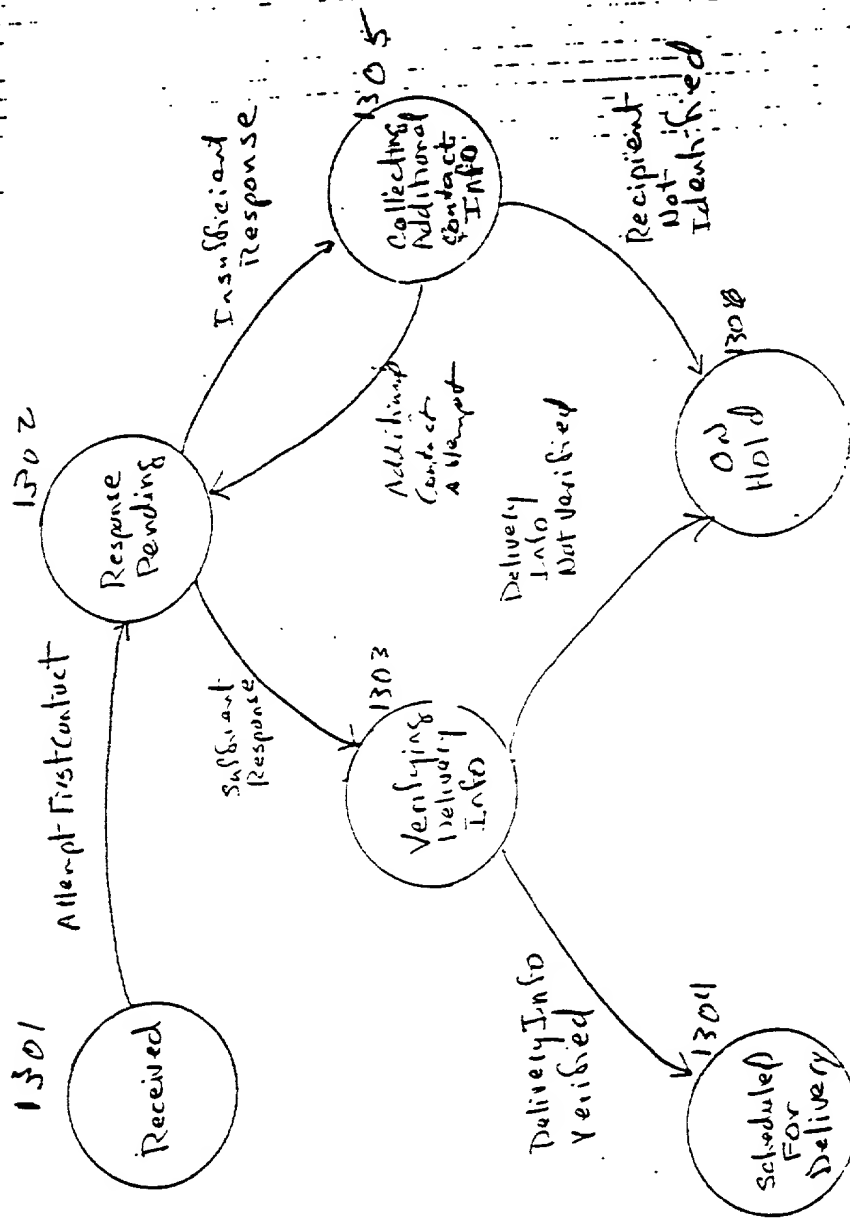 1301
Received
Attempt First Contact
1302
Response
Pending
Insufficient
Response
1305
Collecting
Additional
Contact
Info
Additional
Contact
Attempt
Sufficient
Response
1303
Verifying
Delivery
Info
Delivery
Info
Not Verified
Recipient
Not
Identified
On
Hold
Delivery Info
Verified
1304
Scheduled
For
Delivery